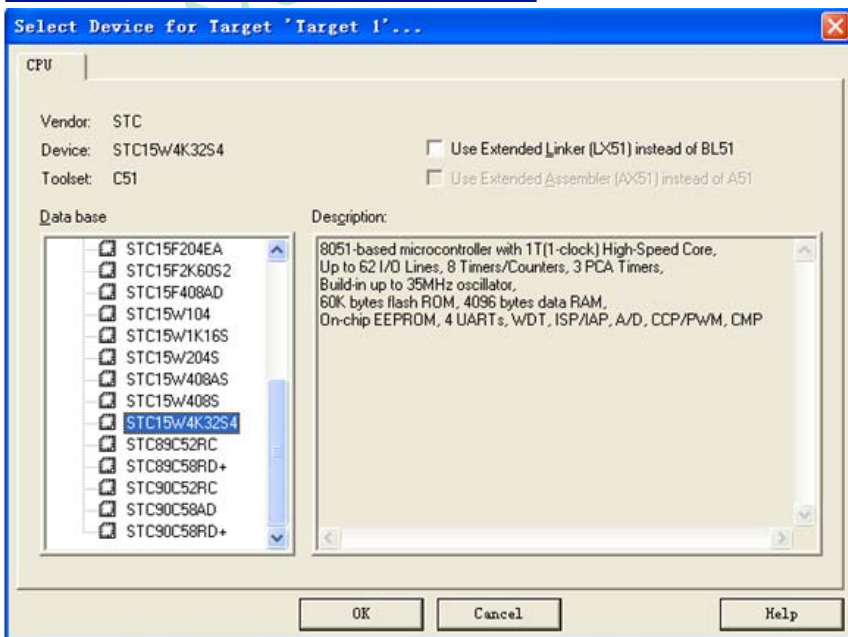 Select Device for Target 'Target 1'...
CPU
Vendor: STC
Device: STC15W4K32S4
Toolset: C51
Use Extended Linker (LX51) instead of BL51
Use Extended Assembler (AX51) instead of A51
Data base
STC15F204EA
STC15F2K60S2
STC15F408AD
STC15W104
STC15W1K16S
STC15W204S
STC15W408AS
STC15W408S
STC15W4K32S4
STC89C52RC
STC89C58RD+
STC90C52RC
STC90C58AD
STC90C58RD+
Description:
8051-based microcontroller with 1T(1-clock) High-Speed Core,
Up to 62 I/O Lines, 8 Timers/Counters, 3 PCA Timers,
Build-in up to 35MHz oscillator,
60K bytes flash ROM, 4096 bytes data RAM,
On-chip EEPROM, 4 UARTs, WDT, ISP/IAP, A/D, CCP/PWM, CMP
OK
Cancel
Help